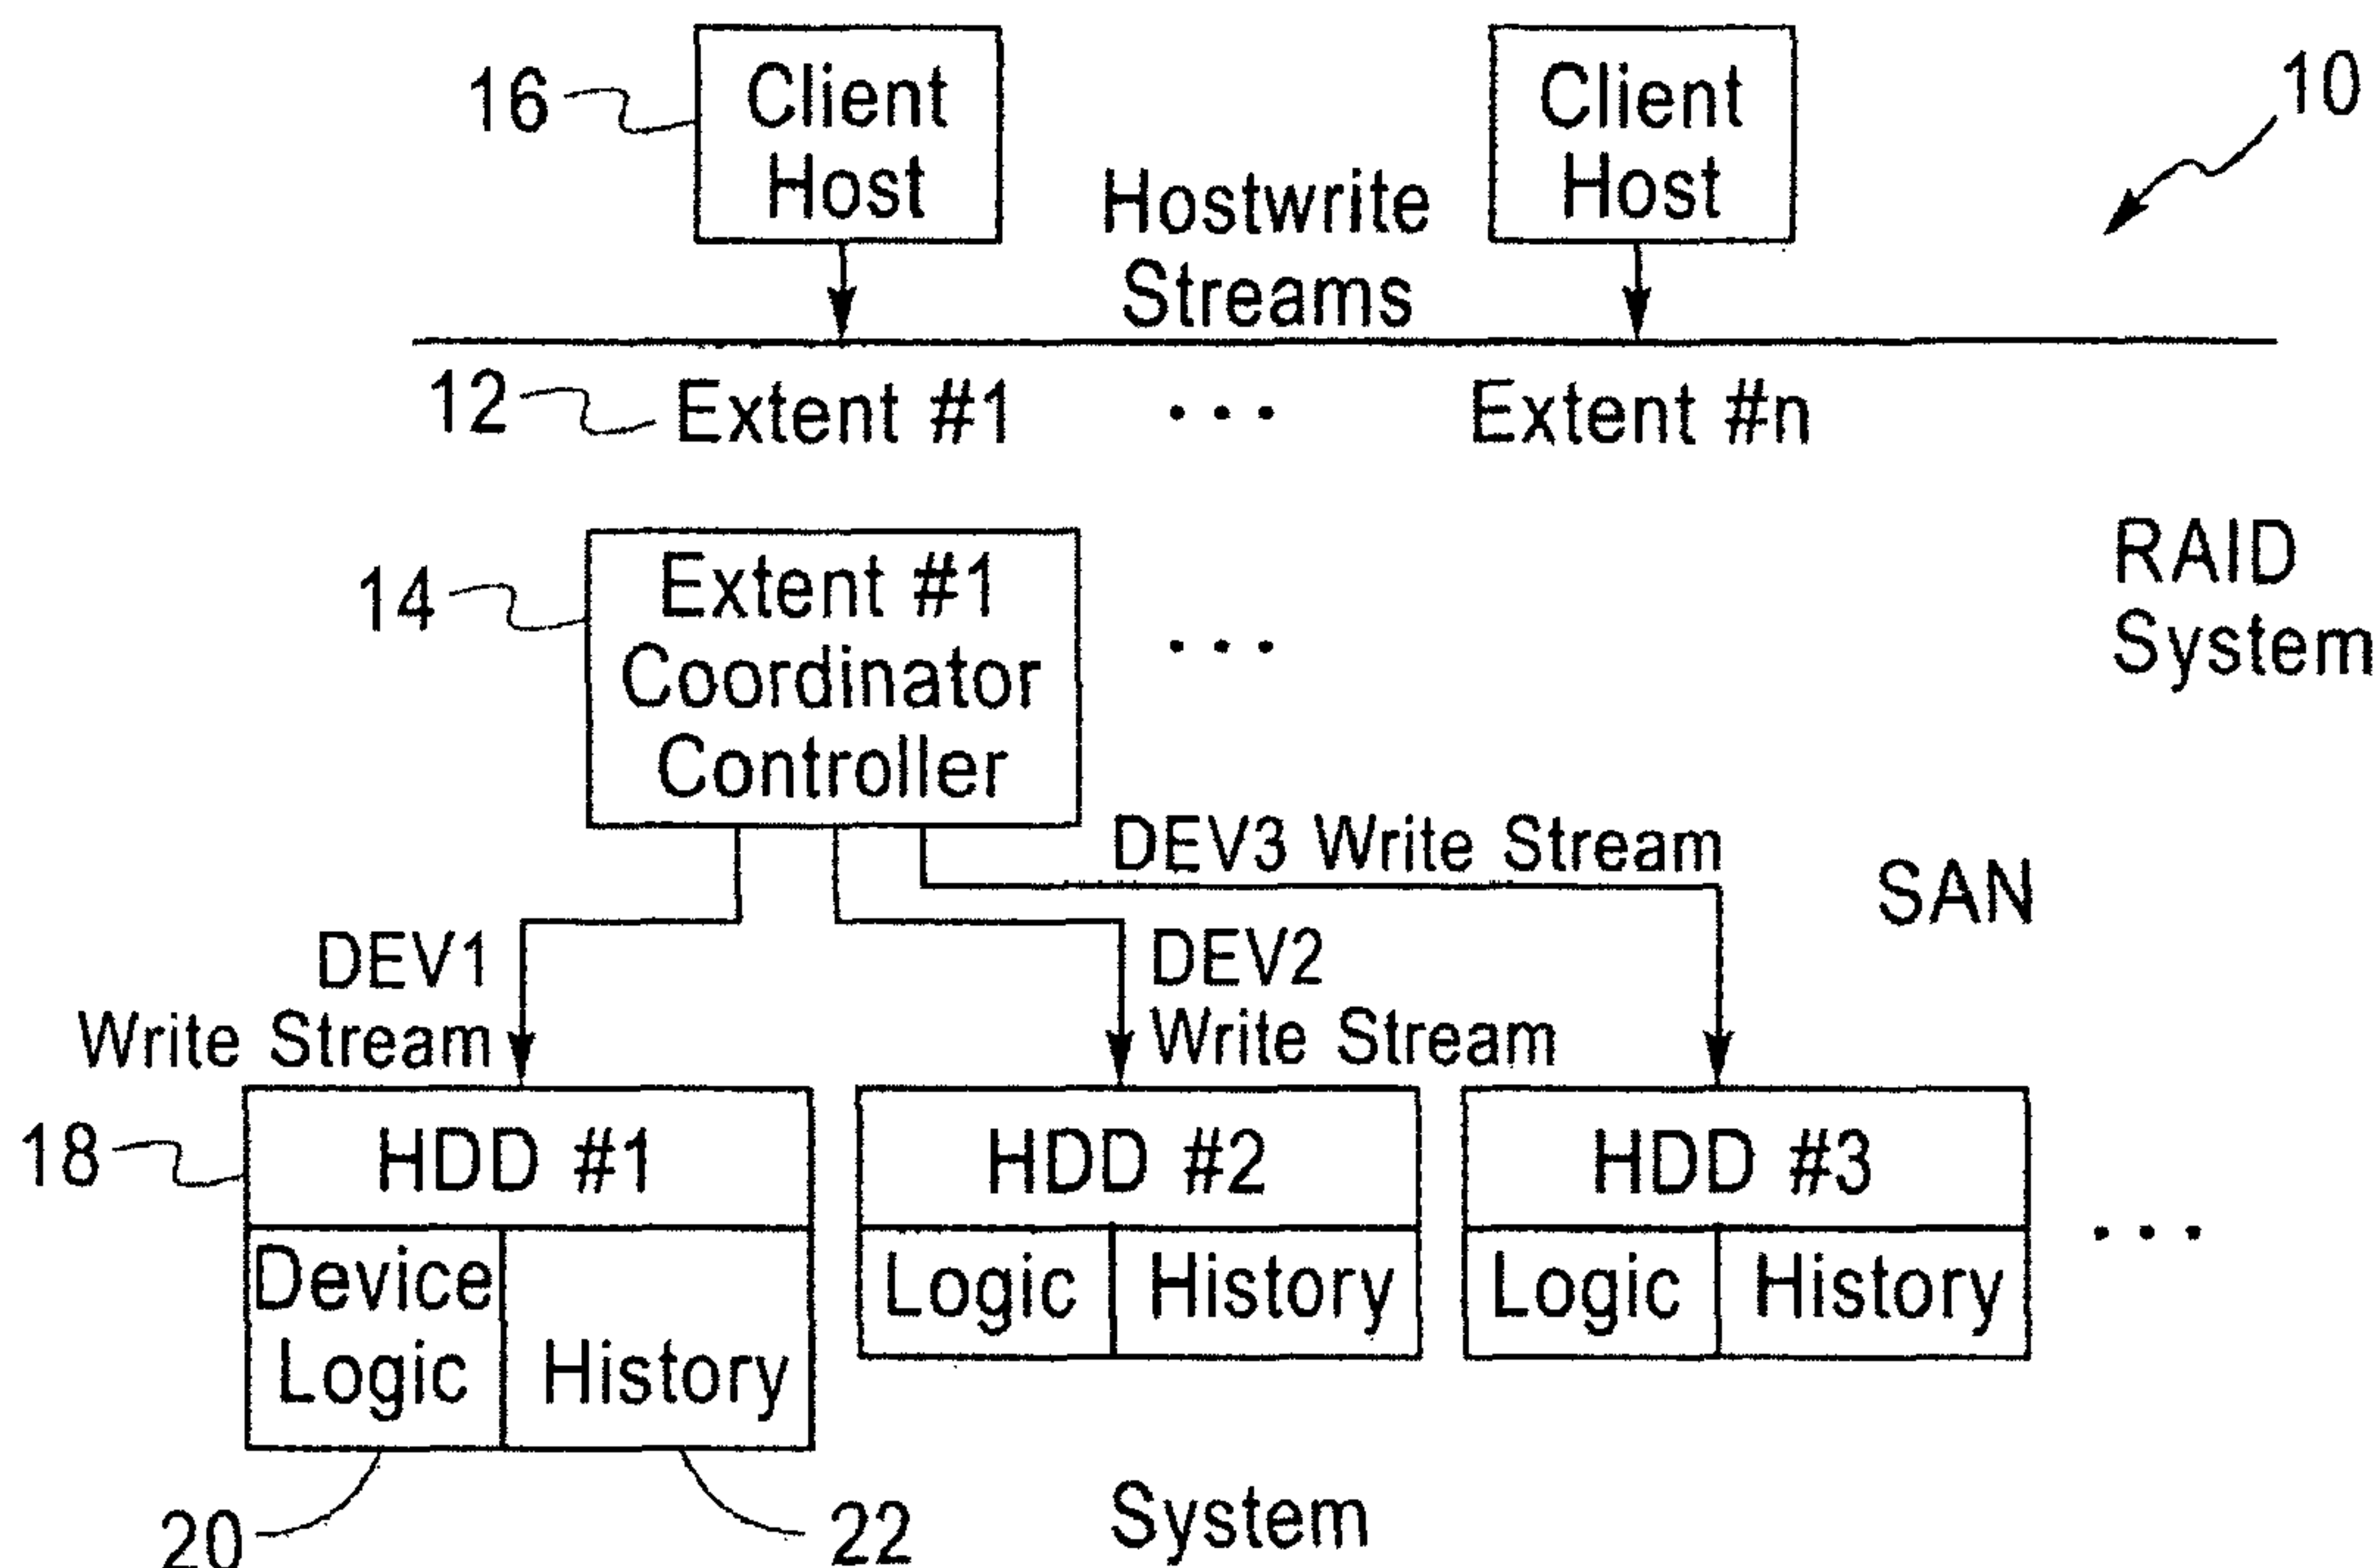 16
Client
Host
Hostwrite
Streams
Client
Host
10
12
Extent #1
...
Extent #n
14
Extent #1
Coordinator
Controller
...
RAID
System
DEV3 Write Stream
SAN
DEV1
Write Stream
DEV2
Write Stream
18
HDD #1
HDD #2
HDD #3
Device
Logic
History
Logic
History
Logic
History
...
20
22
System